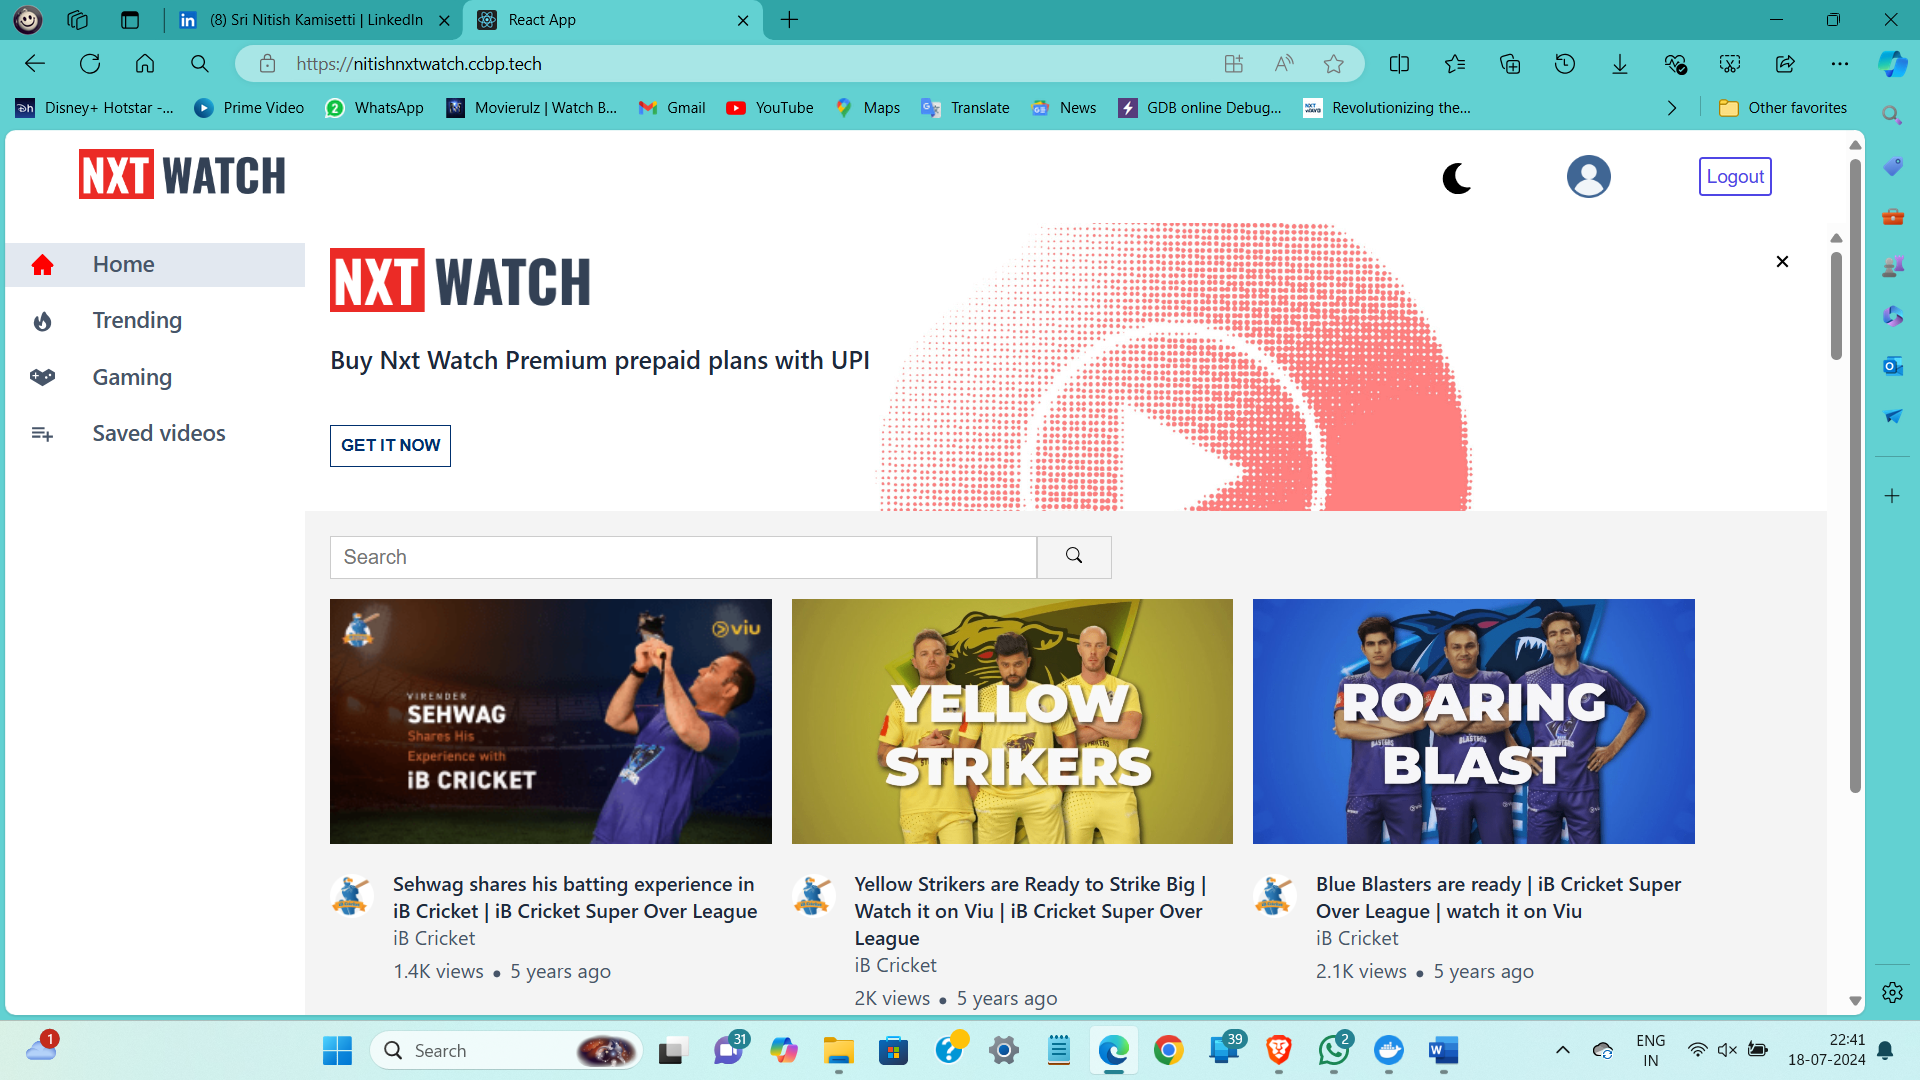 (8) Sri Nitish Kamisetti | LinkedIn
React App
https://nitishnxtwatch.ccbp.tech
Disney+ Hotstar -...
Prime Video
WhatsApp
Movierulz | Watch B...
Gmail
YouTube
Maps
Translate
News
GDB online Debug...
Revolutionizing the...
Other favorites
NXT WATCH
Logout
Home
Trending
Gaming
Saved videos
NXT WATCH
Buy Nxt Watch Premium prepaid plans with UPI
GET IT NOW
Search
viu
VIRENDER
SEHWAG
Shares His
Experience with
iB CRICKET
YELLOW
STRIKERS
ROARING
BLAST
Sehwag shares his batting experience in
iB Cricket | iB Cricket Super Over League
iB Cricket
1.4K views • 5 years ago
Yellow Strikers are Ready to Strike Big |
Watch it on Viu | iB Cricket Super Over
League
iB Cricket
2K views • 5 years ago
Blue Blasters are ready | iB Cricket Super
Over League | watch it on Viu
iB Cricket
2.1K views • 5 years ago
1
Search
31
39
2
ENG
IN
22:41
18-07-2024